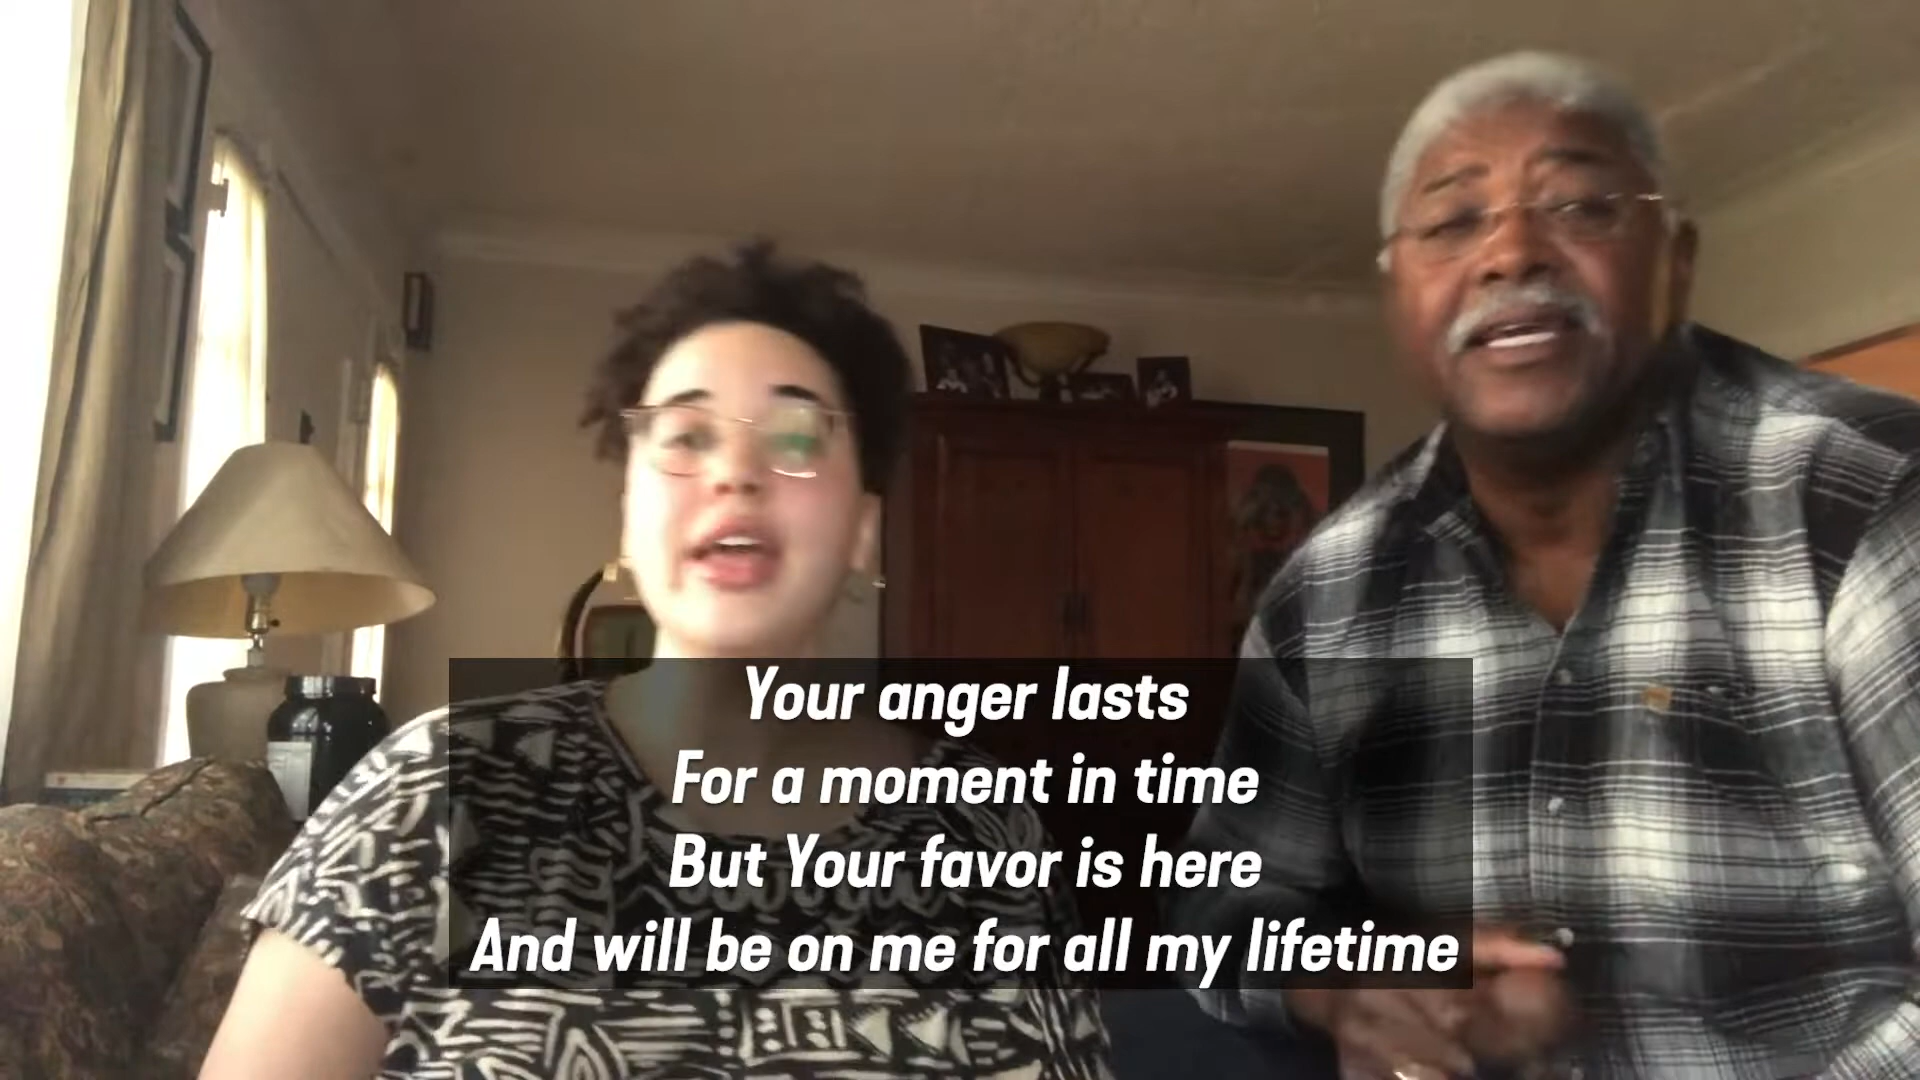 Your anger lasts
For a moment in time
But Your favor is here
And will be on me for all my lifetime